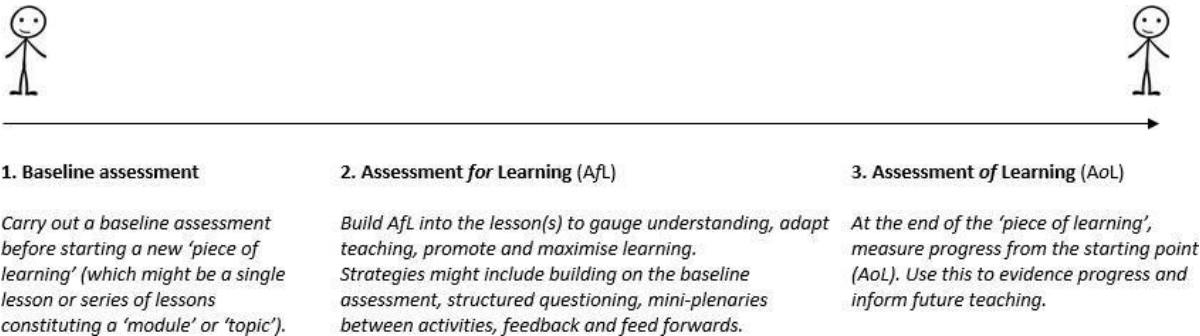 1. Baseline assessment
Carry out a baseline assessment
before starting a new ‘piece of
learning’ (which might be a single
lesson or series of lessons
constituting a ‘module’ or ‘topic’).
2. Assessment for Learning (AfL)
Build AfL into the lesson(s) to gauge understanding, adapt
teaching, promote and maximise learning.
Strategies might include building on the baseline
assessment, structured questioning, mini-plenaries
between activities, feedback and feed forwards.
3. Assessment of Learning (AoL)
At the end of the ‘piece of learning’,
measure progress from the starting point
(AoL). Use this to evidence progress and
inform future teaching.